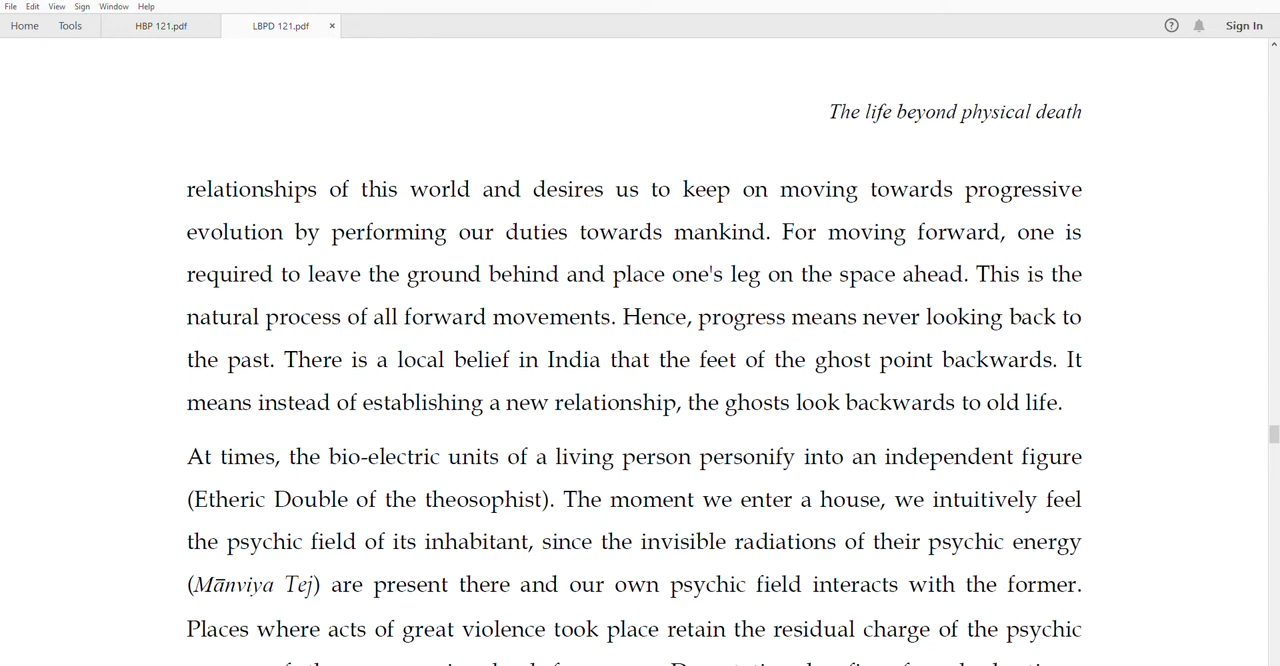 File Edit View Sign Window Help
Home Tools HBP 121.pdf LBPD 121.pdf × ? Sign In
The life beyond physical death
relationships of this world and desires us to keep on moving towards progressive
evolution by performing our duties towards mankind. For moving forward, one is
required to leave the ground behind and place one's leg on the space ahead. This is the
natural process of all forward movements. Hence, progress means never looking back to
the past. There is a local belief in India that the feet of the ghost point backwards. It
means instead of establishing a new relationship, the ghosts look backwards to old life.
At times, the bio-electric units of a living person personify into an independent figure
(Etheric Double of the theosophist). The moment we enter a house, we intuitively feel
the psychic field of its inhabitant, since the invisible radiations of their psychic energy
(Mānviya Tej) are present there and our own psychic field interacts with the former.
Places where acts of great violence took place retain the residual charge of the psychic